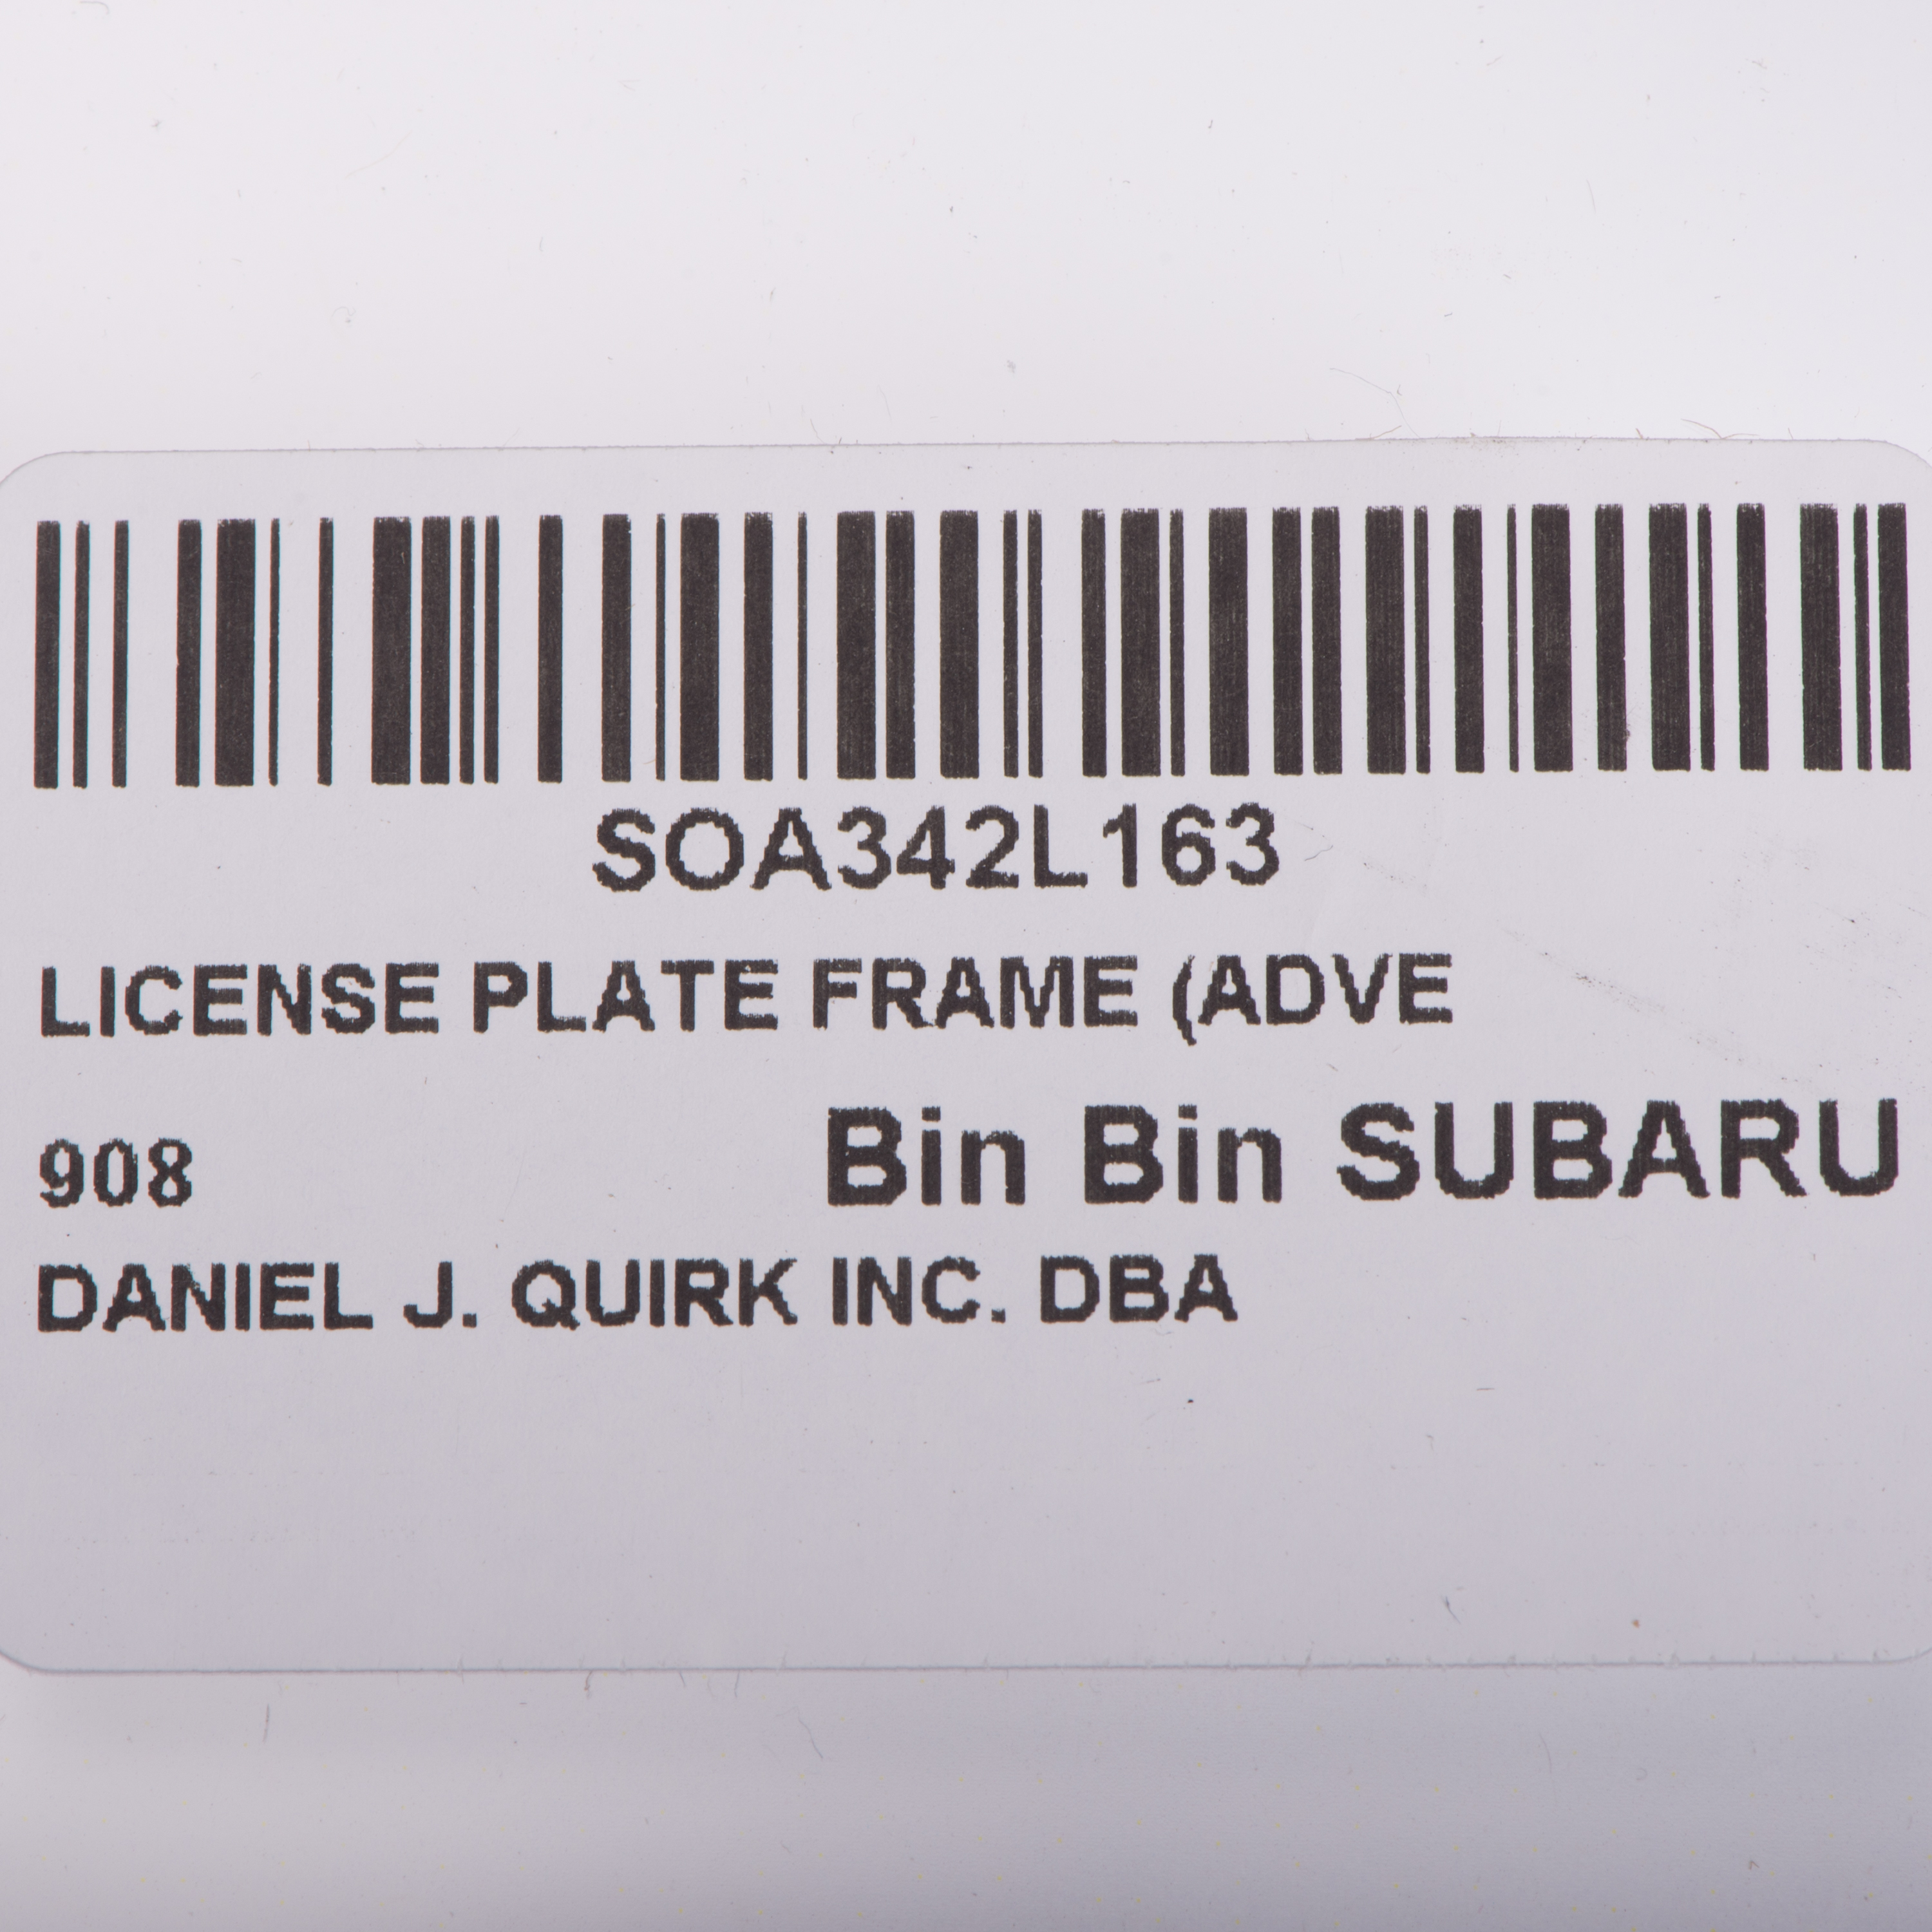 SOA342L163
LICENSE PLATE FRAME (ADVE
908 Bin Bin SUBARU
DANIEL J. QUIRK INC. DBA